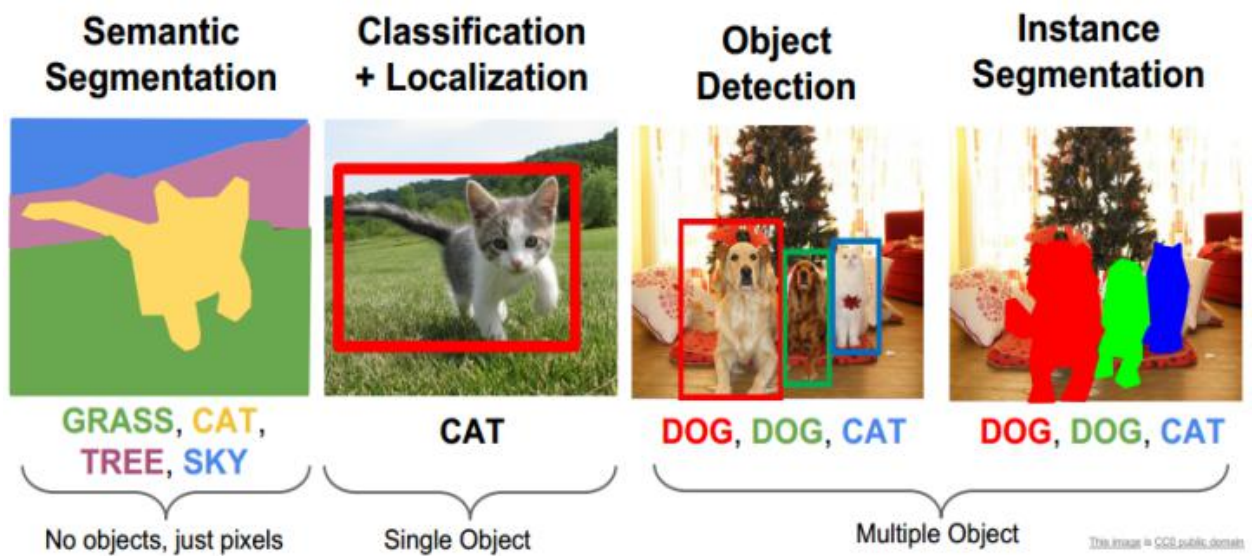 Semantic
Segmentation
Classification
+ Localization
Object
Detection
Instance
Segmentation
GRASS, CAT,
TREE, SKY
CAT
DOG, DOG, CAT
DOG, DOG, CAT
No objects, just pixels
Single Object
Multiple Object
This image is CC0 public domain